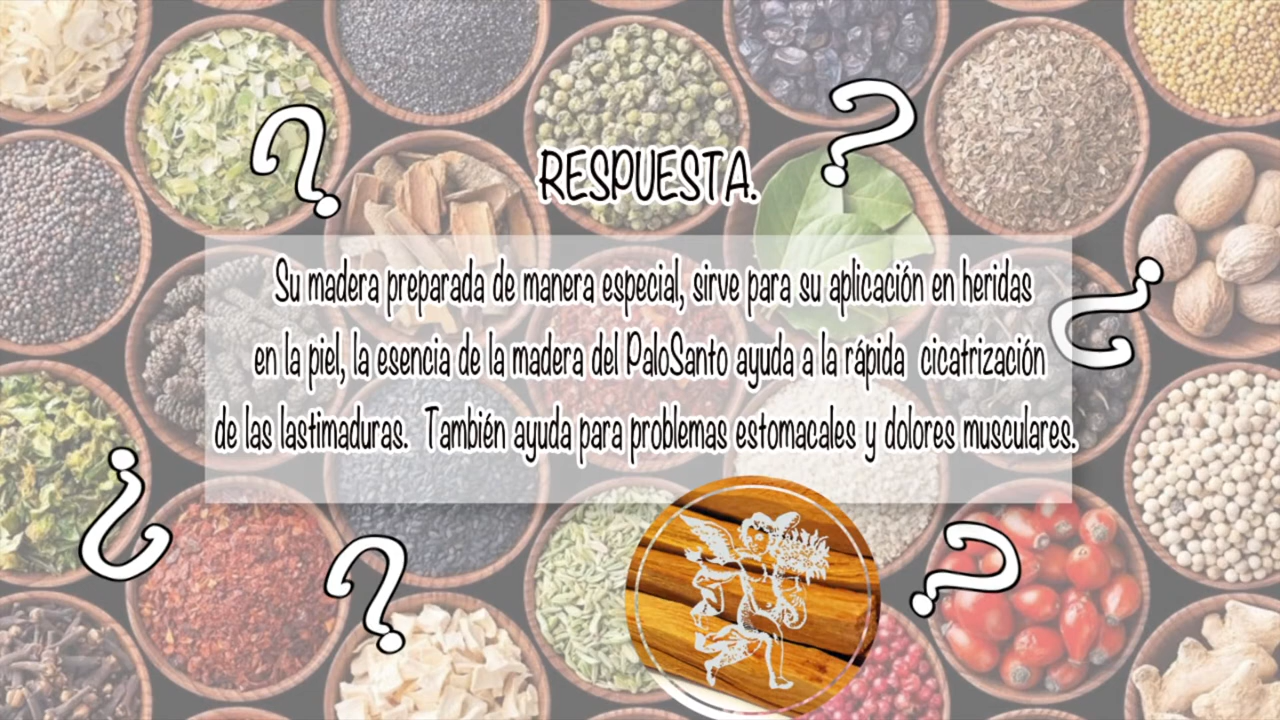 RESPUESTA.
Su madera preparada de manera especial, sirve para su aplicación en heridas
en la piel, la esencia de la madera del PaloSanto ayuda a la rápida cicatrización
de las lastimaduras. También ayuda para problemas estomacales y dolores musculares.